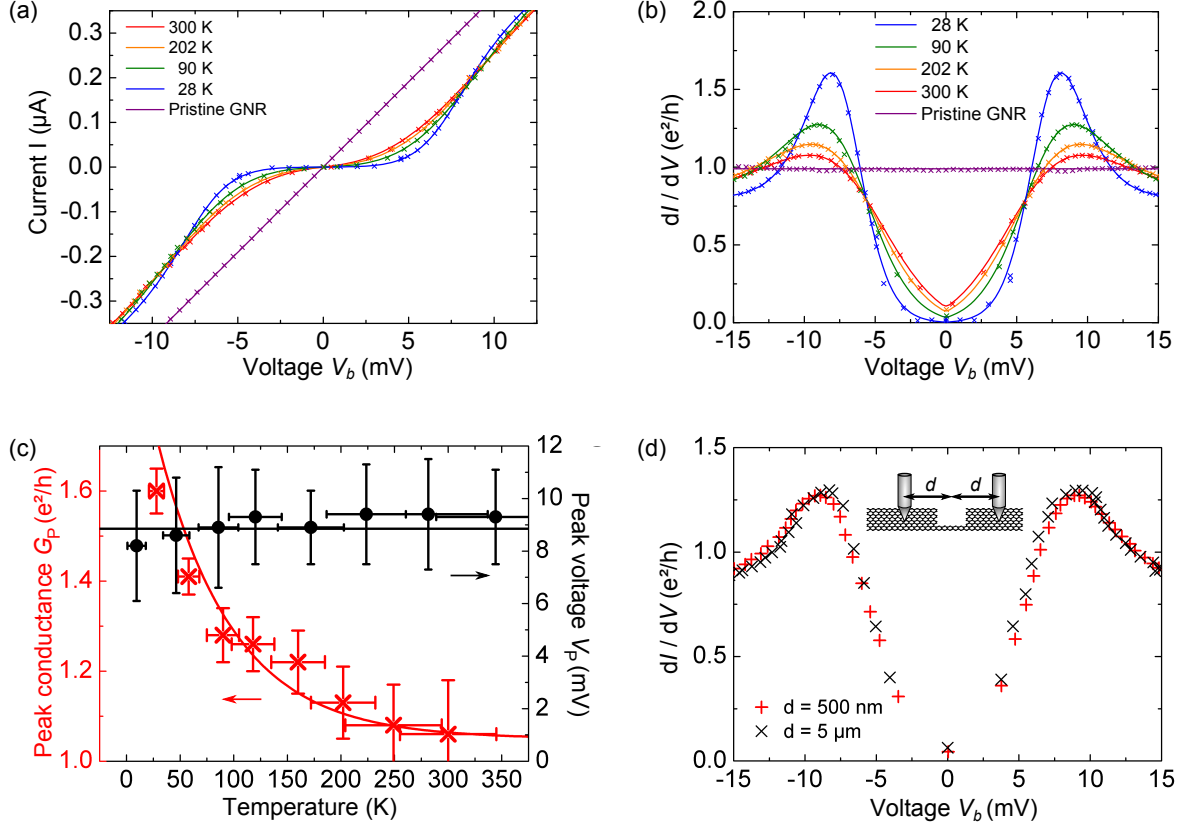 (a)
300 K
202 K
90 K
28 K
Pristine GNR
0.3
0.2
0.1
0.0
-0.1
-0.2
-0.3
Current I (μA)
-10 -5 0 5 10
Voltage V_b (mV)
(b)
28 K
90 K
202 K
300 K
Pristine GNR
2.0
1.5
1.0
0.5
0.0
dI / dV (e²/h)
-15 -10 -5 0 5 10 15
Voltage V_b (mV)
(c)
1.6
1.4
1.2
1.0
Peak conductance G_P (e²/h)
12
10
8
6
4
2
0
Peak voltage V_P (mV)
0 50 100 150 200 250 300 350
Temperature (K)
(d)
d d
d = 500 nm
d = 5 μm
1.5
1.0
0.5
0.0
dI / dV (e²/h)
-15 -10 -5 0 5 10 15
Voltage V_b (mV)